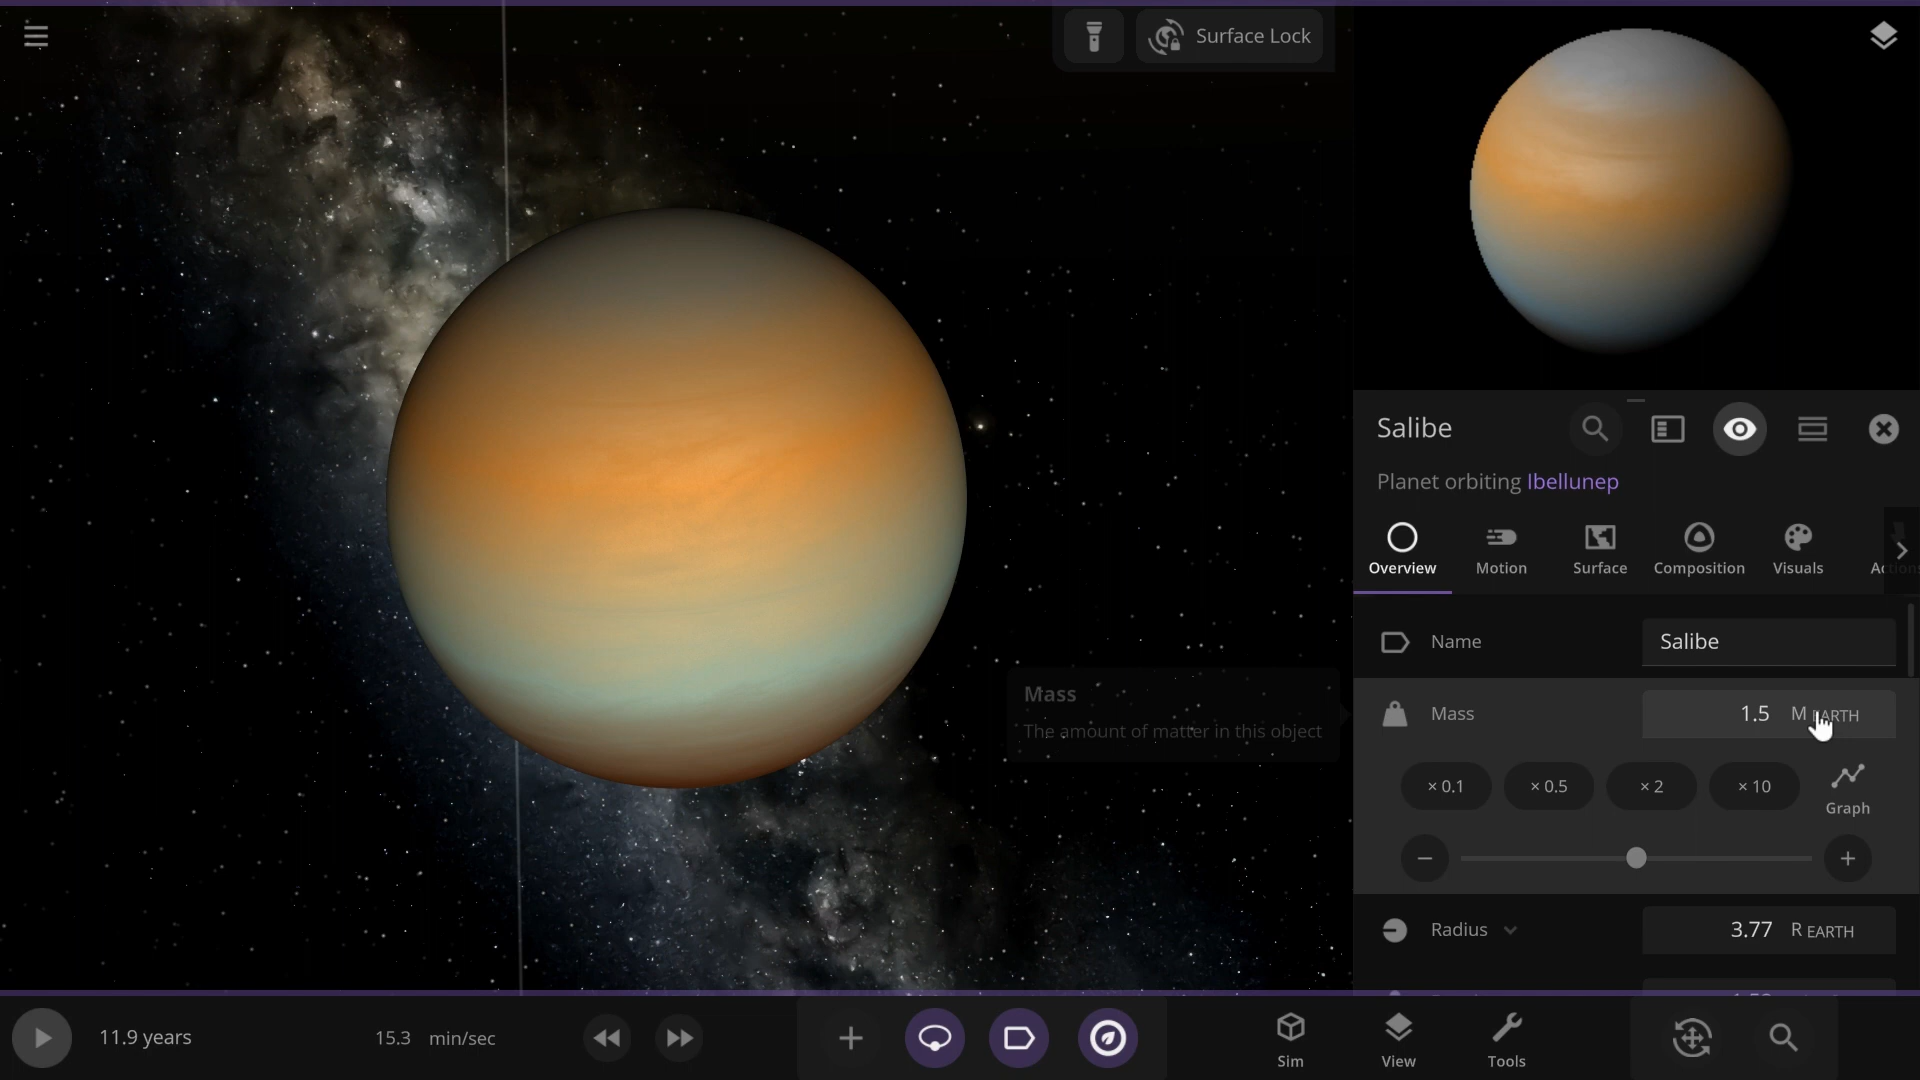 Surface Lock
Salibe
Planet orbiting Ibellunep
Overview
Motion
Surface
Composition
Visuals
Actions
Name
Salibe
Mass
1.5 M EARTH
Mass
The amount of matter in this object
× 0.1
× 0.5
× 2
× 10
Graph
Radius
3.77 R EARTH
11.9 years
15.3 min/sec
Sim
View
Tools